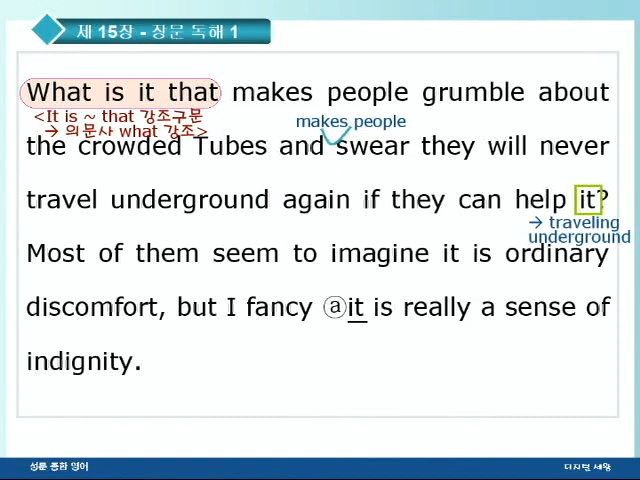 제 15장 - 장문 독해 1
What is it that makes people grumble about
<It is ~ that 강조구문
→ 의문사 what 강조>
makes people
the crowded Tubes and swear they will never
travel underground again if they can help it?
→ traveling
underground
Most of them seem to imagine it is ordinary
discomfort, but I fancy ⓐit is really a sense of
indignity.
성문 종합 영어
디지털 세왕